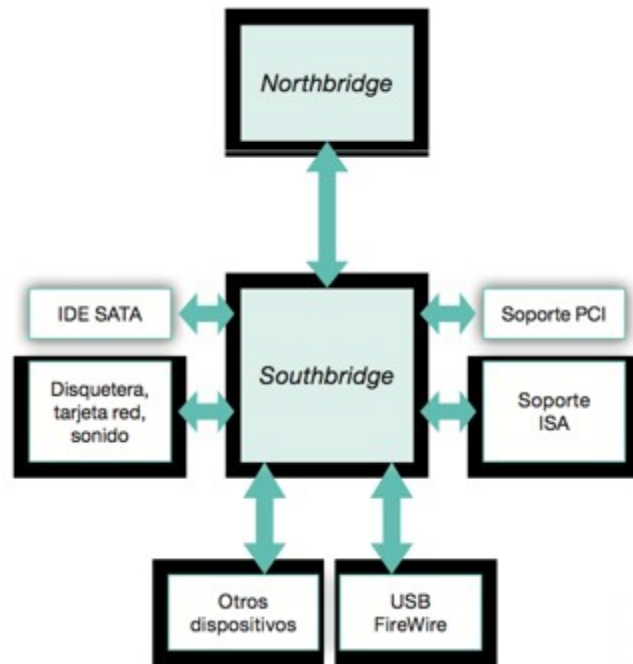 Northbridge
IDE SATA
Soporte PCI
Southbridge
Disquetera,
tarjeta red,
sonido
Soporte
ISA
Otros
dispositivos
USB
FireWire